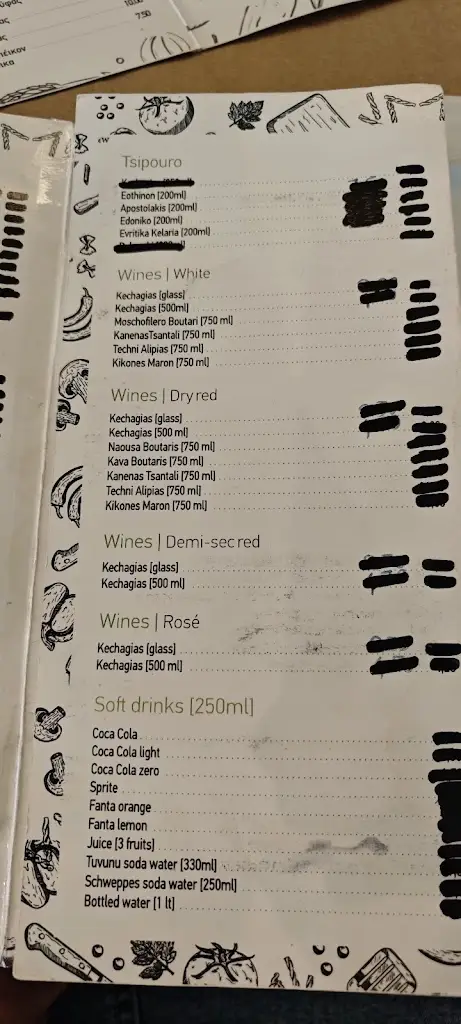 10.00
7.50
Tsipouro
Eothinon [200ml]
Apostolakis [200ml]
Edoniko [200ml]
Evritika Kelaria [200ml]
Wines | White
Kechagias [glass]
Kechagias [500ml]
Moschofilero Boutari [750 ml]
KanenasTsantali [750 ml]
Techni Alipias [750 ml]
Kikones Maron [750 ml]
Wines | Dry red
Kechagias [glass]
Kechagias [500 ml]
Naousa Boutaris [750 ml]
Kava Boutaris [750 ml]
Kanenas Tsantali [750 ml]
Techni Alipias [750 ml]
Kikones Maron [750 ml]
Wines | Demi-sec red
Kechagias [glass]
Kechagias [500 ml]
Wines | Rosé
Kechagias [glass]
Kechagias [500 ml]
Soft drinks [250ml]
Coca Cola
Coca Cola light
Coca Cola zero
Sprite
Fanta orange
Fanta lemon
Juice [3 fruits]
Tuvunu soda water [330ml]
Schweppes soda water [250ml]
Bottled water [1 lt]